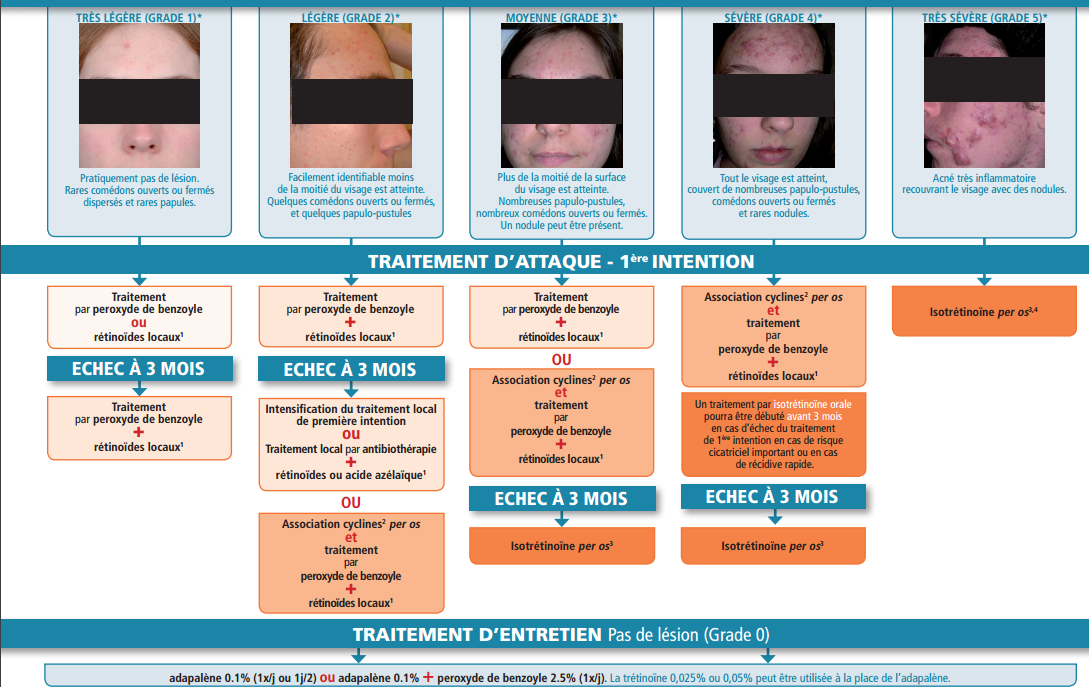 TRÈS LÉGÈRE (GRADE 1)*
Pratiquement pas de lésion.
Rares comédons ouverts ou fermés
dispersés et rares papules.
LÉGÈRE (GRADE 2)*
Facilement identifiable moins
de la moitié du visage est atteinte.
Quelques comédons ouverts ou fermés,
et quelques papulo-pustules
MOYENNE (GRADE 3)*
Plus de la moitié de la surface
du visage est atteinte.
Nombreuses papulo-pustules,
nombreux comédons ouverts ou fermés.
Un nodule peut être présent.
SÉVÈRE (GRADE 4)*
Tout le visage est atteint,
couvert de nombreuses papulo-pustules,
comédons ouverts ou fermés
et rares nodules.
TRÈS SÉVÈRE (GRADE 5)*
Acné très inflammatoire
recouvrant le visage avec des nodules.
TRAITEMENT D'ATTAQUE - 1ère INTENTION
Traitement
par peroxyde de benzoyle
ou
rétinoïdes locaux¹
ECHEC À 3 MOIS
Traitement
par peroxyde de benzoyle
+
rétinoïdes locaux¹
Traitement
par peroxyde de benzoyle
+
rétinoïdes locaux¹
ECHEC À 3 MOIS
Intensification du traitement local
de première intention
ou
Traitement local par antibiothérapie
+
rétinoïdes ou acide azélaïque¹
OU
Association cyclines² per os
et
traitement
par
peroxyde de benzoyle
+
rétinoïdes locaux¹
Traitement
par peroxyde de benzoyle
+
rétinoïdes locaux¹
OU
Association cyclines² per os
et
traitement
par
peroxyde de benzoyle
+
rétinoïdes locaux¹
ECHEC À 3 MOIS
Isotrétinoïne per os³
Association cyclines² per os
et
traitement
par
peroxyde de benzoyle
+
rétinoïdes locaux¹
Un traitement par isotrétinoïne orale
pourra être débuté avant 3 mois
en cas d'échec du traitement
de 1ère intention en cas de risque
cicatriciel important ou en cas
de récidive rapide.
ECHEC À 3 MOIS
Isotrétinoïne per os³
Isotrétinoïne per os³,⁴
TRAITEMENT D'ENTRETIEN Pas de lésion (Grade 0)
adapalène 0.1% (1x/j ou 1j/2) ou adapalène 0.1% + peroxyde de benzoyle 2.5% (1x/j). La trétinoïne 0,025% ou 0,05% peut être utilisée à la place de l'adapalène.